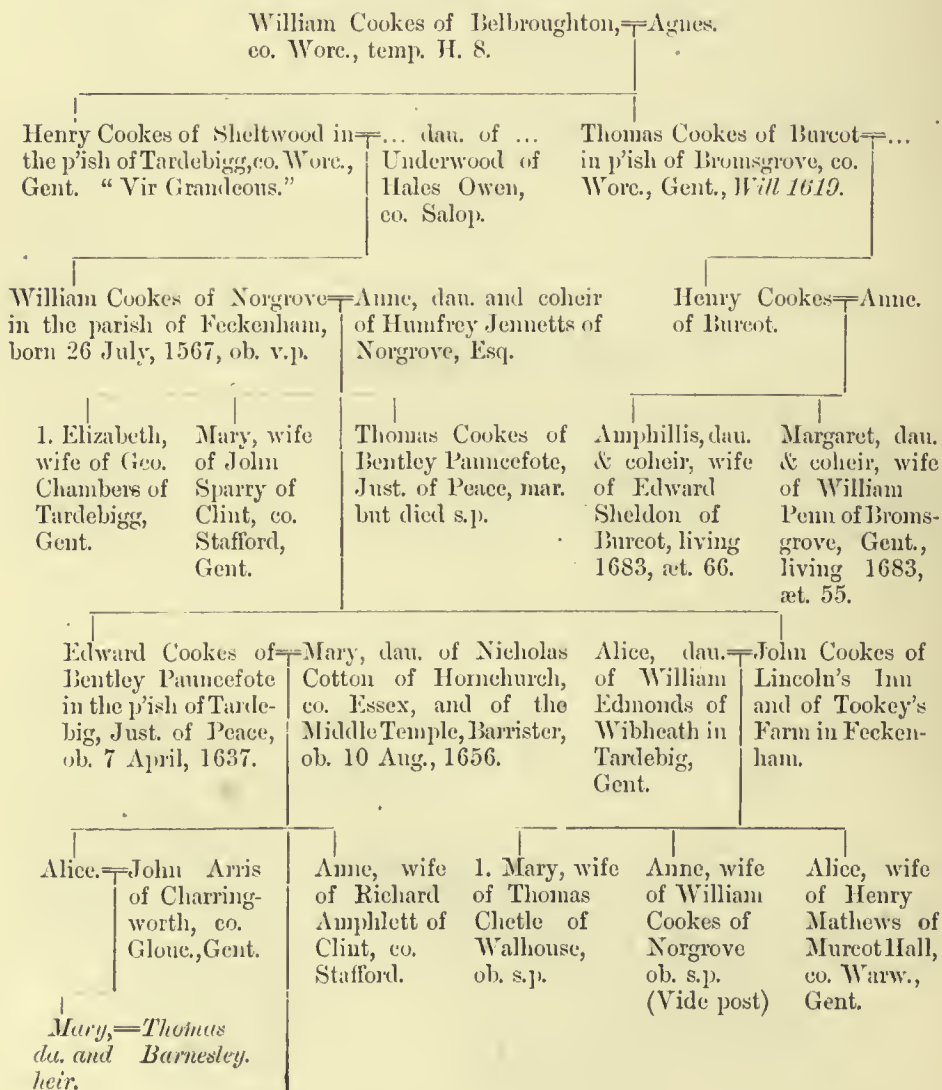 William Cookes of Belbroughton,=Agnes.
co. Worc., temp. H. 8.
Henry Cookes of Sheltwood in=... dau. of ...
the p'ish of Tardebigg, co. Worc., Underwood of
Gent. “ Vir Grandeous.” Hales Owen,
co. Salop.
Thomas Cookes of Burcot=...
in p'ish of Bromsgrove, co.
Worc., Gent., Will 1619.
William Cookes of Norgrove=Anne, dau. and coheir
in the parish of Feckenham, of Humfrey Jennetts of
born 26 July, 1567, ob. v.p. Norgrove, Esq.
Henry Cookes=Anne.
of Burcot.
1. Elizabeth,
wife of Geo.
Chambers of
Tardebigg,
Gent.
Mary, wife
of John
Sparry of
Clint, co.
Stafford,
Gent.
Thomas Cookes of
Bentley Pauncefote,
Just. of Peace, mar.
but died s.p.
Amphillis, dau.
& coheir, wife
of Edward
Sheldon of
Burcot, living
1683, æt. 66.
Margaret, dau.
& coheir, wife
of William
Penn of Broms-
grove, Gent.,
living 1683,
æt. 55.
Edward Cookes of=Mary, dau. of Nicholas
Bentley Pauncefote Cotton of Hornchurch,
in the p'ish of Tarde- co. Essex, and of the
big, Just. of Peace, Middle Temple, Barrister,
ob. 7 April, 1637. ob. 10 Aug., 1656.
Alice, dau.=John Cookes of
of William Lincoln's Inn
Edmonds of and of Tookey's
Wibheath in Farm in Fecken-
Tardebig, ham.
Gent.
Alice.=John Arris
of Charring-
worth, co.
Glouc., Gent.
Anne, wife
of Richard
Amphlett of
Clint, co.
Stafford.
1. Mary, wife
of Thomas
Chetle of
Walhouse,
ob. s.p.
Anne, wife
of William
Cookes of
Norgrove
ob. s.p.
(Vide post)
Alice, wife
of Henry
Mathews of
Murcot Hall,
co. Warw.,
Gent.
Mary,=Thomas
da. and Barnesley.
heir.